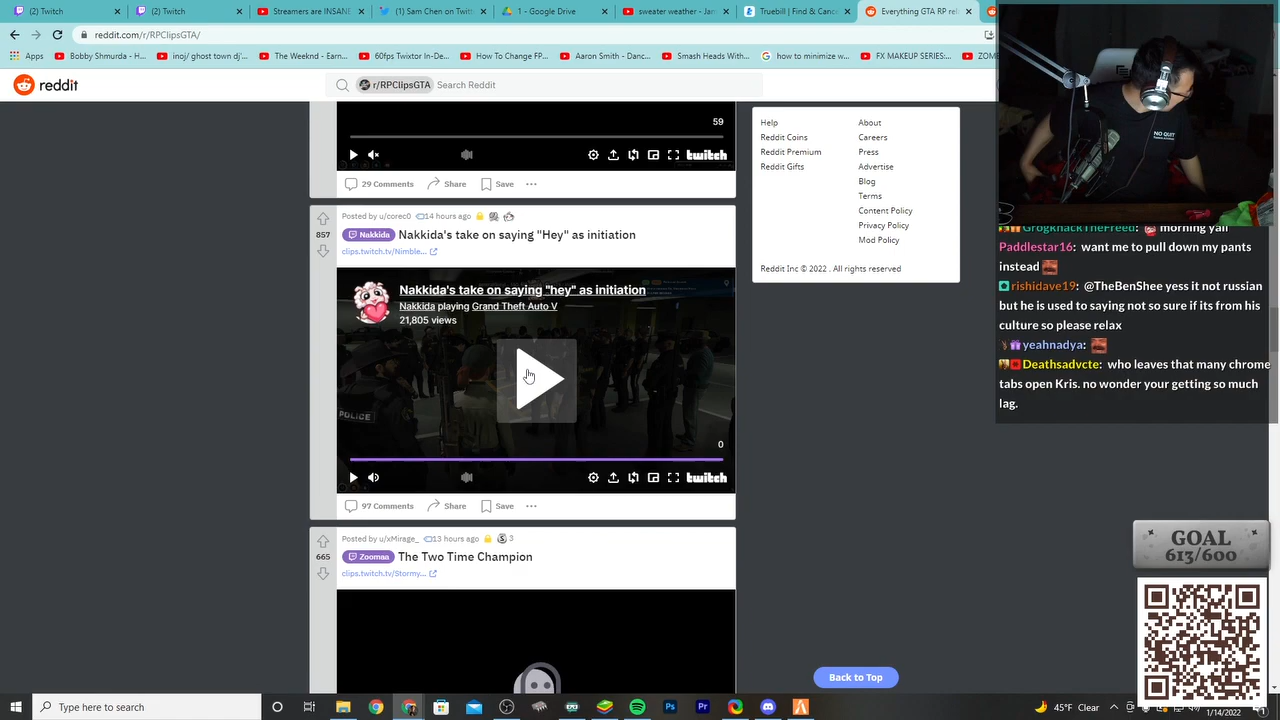 (2) Twitch
(2) Twitch
Streamers are INSANE
(1) Sam Chen on Twitt
1 - Google Drive
sweater weather - Jam
Truebill | Find & Canc
Everything GTA RP rel
reddit.com/r/RPClipsGTA/
Apps
Bobby Shmurda - H...
inoj/ ghost town dj'...
The Weeknd - Earn...
60fps Twixtor In-De...
How To Change FP...
Aaron Smith - Danc...
Smash Heads With...
how to minimize w...
FX MAKEUP SERIES:...
reddit
r/RPClipsGTA
Search Reddit
59
twitch
29 Comments
Share
Save
Posted by u/corec0 14 hours ago
857
Nakkida
Nakkida's take on saying "Hey" as initiation
clips.twitch.tv/Nimble...
Nakkida's take on saying "hey" as initiation
Nakkida playing Grand Theft Auto V
21,805 views
POLICE
0
twitch
97 Comments
Share
Save
Posted by u/xMirage_ 13 hours ago
3
665
Zoomaa
The Two Time Champion
clips.twitch.tv/Stormy...
Help
Reddit Coins
Reddit Premium
Reddit Gifts
About
Careers
Press
Advertise
Blog
Terms
Content Policy
Privacy Policy
Mod Policy
Reddit Inc © 2022 . All rights reserved
Back to Top
NO QUIT
GrogknackTheFreed: morning yall
Paddlestar16: want me to pull down my pants
instead
rishidave19: @TheBenShee yess it not russian
but he is used to saying not so sure if its from his
culture so please relax
yeahnadya:
Deathsadvcte: who leaves that many chrome
tabs open Kris. no wonder your getting so much
lag.
GOAL
613/600
Type here to search
45°F Clear
1/14/2022